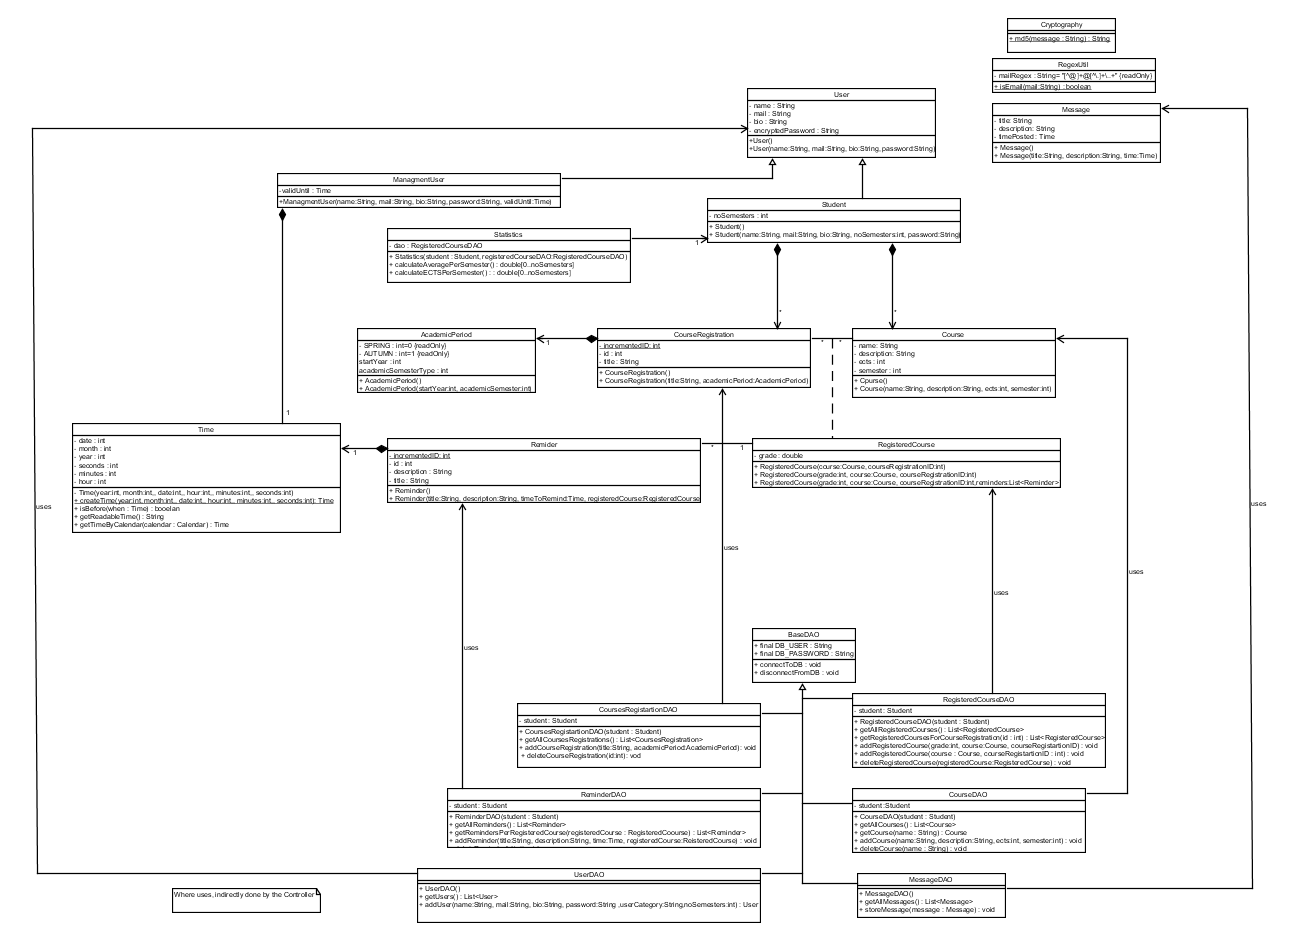 Cryptography
+ md5(message : String) : String
RegexUtil
+ isEmail(mail:String) : boolean
Message
- title: String
- description: String
- timePosted : Time
+ Message()
+ Message(title:String, description:String, time:Time)
User
- name : String
- mail : String
- bio : String
- encryptedPassword : String
+User()
+User(name:String, mail:String, bio:String, password:String)
ManagmentUser
-validUntil : Time
+ManagmentUser(name:String, mail:String, bio:String, password:String, validUntil:Time)
Student
- noSemesters : int
+ Student()
+ Student(name:String, mail:String, bio:String, noSemesters:int, password:String)
Statistics
- dao : RegisteredCourseDAO
+ Statistics(student : Student, registeredCourseDAO:RegisteredCourseDAO)
+ calculateAveragePerSemester() : double[0..noSemesters]
+ calculateECTSPerSemester() : : double[0..noSemesters]
1
*
*
AcademicPeriod
- SPRING : int=0 {readOnly}
- AUTUMN : int=1 {readOnly}
startYear : int
academicSemesterType : int
+ AcademicPeriod()
+ AcademicPeriod(startYear:int, academicSemester:int)
1
CourseRegistration
- incrementedID: int
- id : int
- title : String
+ CourseRegistration()
+ CourseRegistration(title:String, academicPeriod:AcademicPeriod)
*
*
Course
- name: String
- description: String
- ects : int
- semester : int
+ Cpurse()
+ Course(name:String, description:String, ects:int, semester:int)
1
Time
- date : int
- month : int
- year : int
- seconds : int
- minutes : int
- hour : int
- Time(year:int, month:int,, date:int,, hour:int,, minutes:int,, seconds:int)
+ createTime(year:int, month:int,, date:int,, hour:int,, minutes:int,, seconds:int): Time
+ isBefore(when : Time) : booelan
+ getReadableTime() : String
+ getTimeByCalendar(calendar : Calendar) : Time
1
Remider
- incrementedID: int
- id : int
- description : String
- title : String
+ Reminder()
+ Reminder(title:String, description:String, timeToRemind:Time, registeredCourse:RegisteredCourse
*
1
RegisteredCourse
- grade : double
+ RegisteredCourse(course:Course, courseRegistrationID:int)
+ RegisteredCourse(grade:int, course:Course, courseRegistrationID:int)
+ RegisteredCourse(grade:int, course:Course, courseRegistrationID:int,reminders:List<Reminder>
uses
uses
uses
uses
uses
uses
BaseDAO
+ final DB_USER : String
+ final DB_PASSWORD : String
+ connectToDB : void
+ disconnectFromDB : void
CoursesRegistartionDAO
- student : Student
+ CoursesRegistartionDAO(student : Student)
+ getAllCoursesRegistrations() : List<CoursesRegistration>
+ addCourseRegistration(title:String, academicPeriod:AcademicPeriod) : void
+ deleteCourseRegistration(id:int): vod
RegisteredCourseDAO
- student : Student
+ RegisteredCourseDAO(student : Student)
+ getAllRegisteredCourses() : List<RegisteredCourse>
+ getRegisteredCoursesForCourseRegistration(id : int) : List<RegisteredCourse>
+ addRegisteredCourse(grade:int, course:Course, courseRegistartionID) : void
+ addRegisteredCourse(course : Course, courseRegistartionID : int) : void
+ deleteRegisteredCourse(registeredCourse:RegisteredCourse) : void
ReminderDAO
- student : Student
+ ReminderDAO(student : Student)
+ getAllReminders() : List<Reminder>
+ getRemindersPerRegisteredCourse(registeredCourse : RegisteredCoourse) : List<Reminder>
+ addReminder(title:String, description:String, time:Time, registeredCourse:ReisteredCourse) : void
CourseDAO
- student :Student
+ CourseDAO(student : Student)
+ getAllCourses() : List<Course>
+ getCourse(name : String) : Course
+ addCourse(name:String, description:String, ects:int, semester:int) : void
+ deleteCourse(name : String) : void
UserDAO
+ UserDAO()
+ getUsers() : List<User>
+ addUser(name:String, mail:String, bio:String, password:String ,userCategory:String,noSemesters:int) : User
MessageDAO
+ MessageDAO()
+ getAllMessages() : List<Message>
+ storeMessage(message : Message) : void
Where uses, indirectly done by the Controller